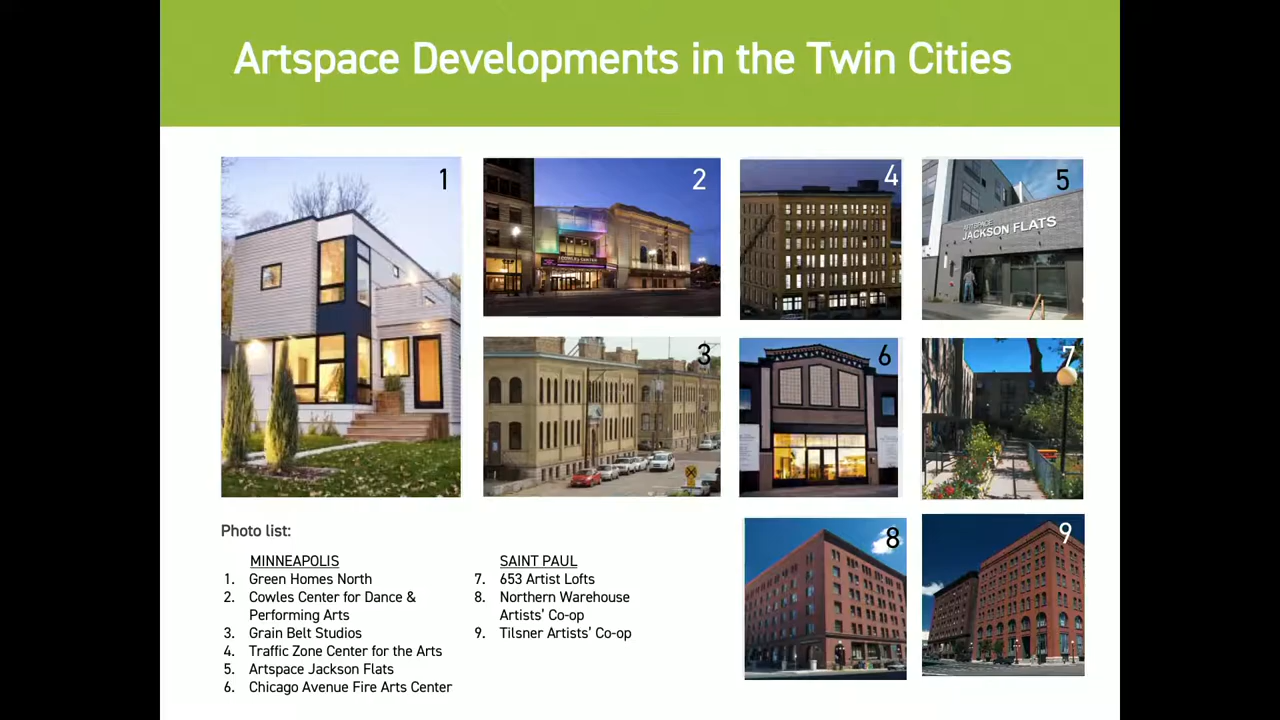 Artspace Developments in the Twin Cities
1
2
4
5
ARTSPACE
JACKSON FLATS
3
6
7
8
9
Photo list:
MINNEAPOLIS
1. Green Homes North
2. Cowles Center for Dance &
Performing Arts
3. Grain Belt Studios
4. Traffic Zone Center for the Arts
5. Artspace Jackson Flats
6. Chicago Avenue Fire Arts Center
SAINT PAUL
7. 653 Artist Lofts
8. Northern Warehouse
Artists' Co-op
9. Tilsner Artists' Co-op